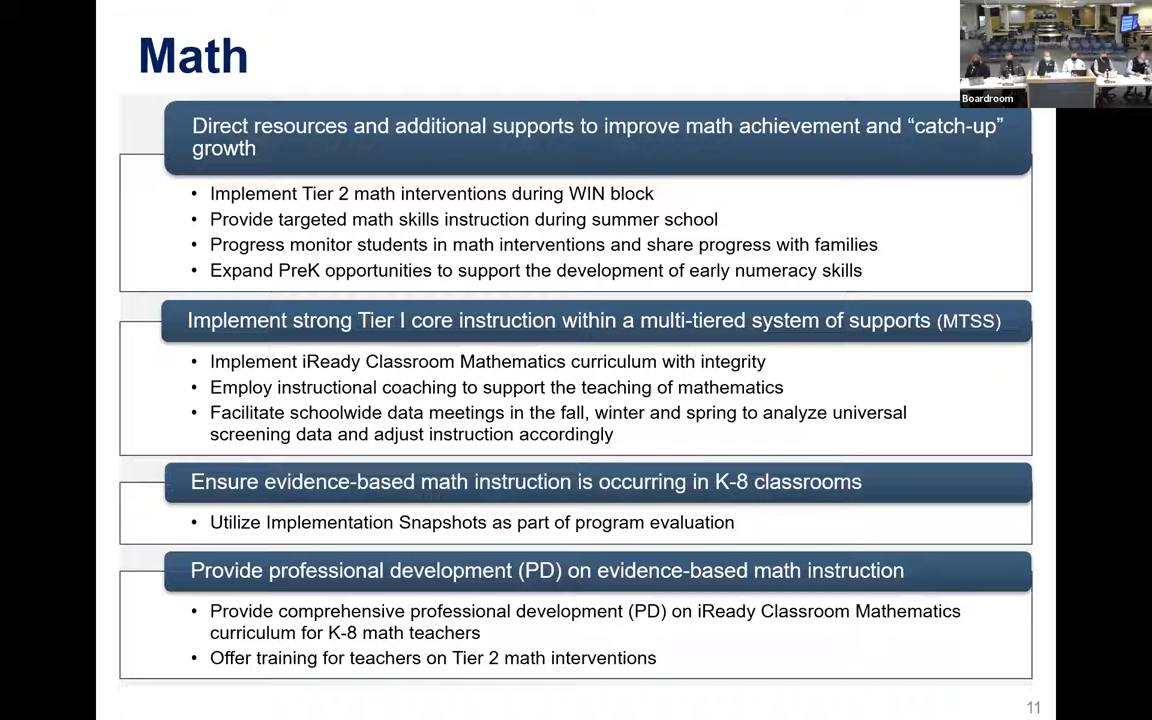 Math
Boardroom
Direct resources and additional supports to improve math achievement and “catch-up”
growth
• Implement Tier 2 math interventions during WIN block
• Provide targeted math skills instruction during summer school
• Progress monitor students in math interventions and share progress with families
• Expand PreK opportunities to support the development of early numeracy skills
Implement strong Tier I core instruction within a multi-tiered system of supports (MTSS)
• Implement iReady Classroom Mathematics curriculum with integrity
• Employ instructional coaching to support the teaching of mathematics
• Facilitate schoolwide data meetings in the fall, winter and spring to analyze universal
screening data and adjust instruction accordingly
Ensure evidence-based math instruction is occurring in K-8 classrooms
• Utilize Implementation Snapshots as part of program evaluation
Provide professional development (PD) on evidence-based math instruction
• Provide comprehensive professional development (PD) on iReady Classroom Mathematics
curriculum for K-8 math teachers
• Offer training for teachers on Tier 2 math interventions
11